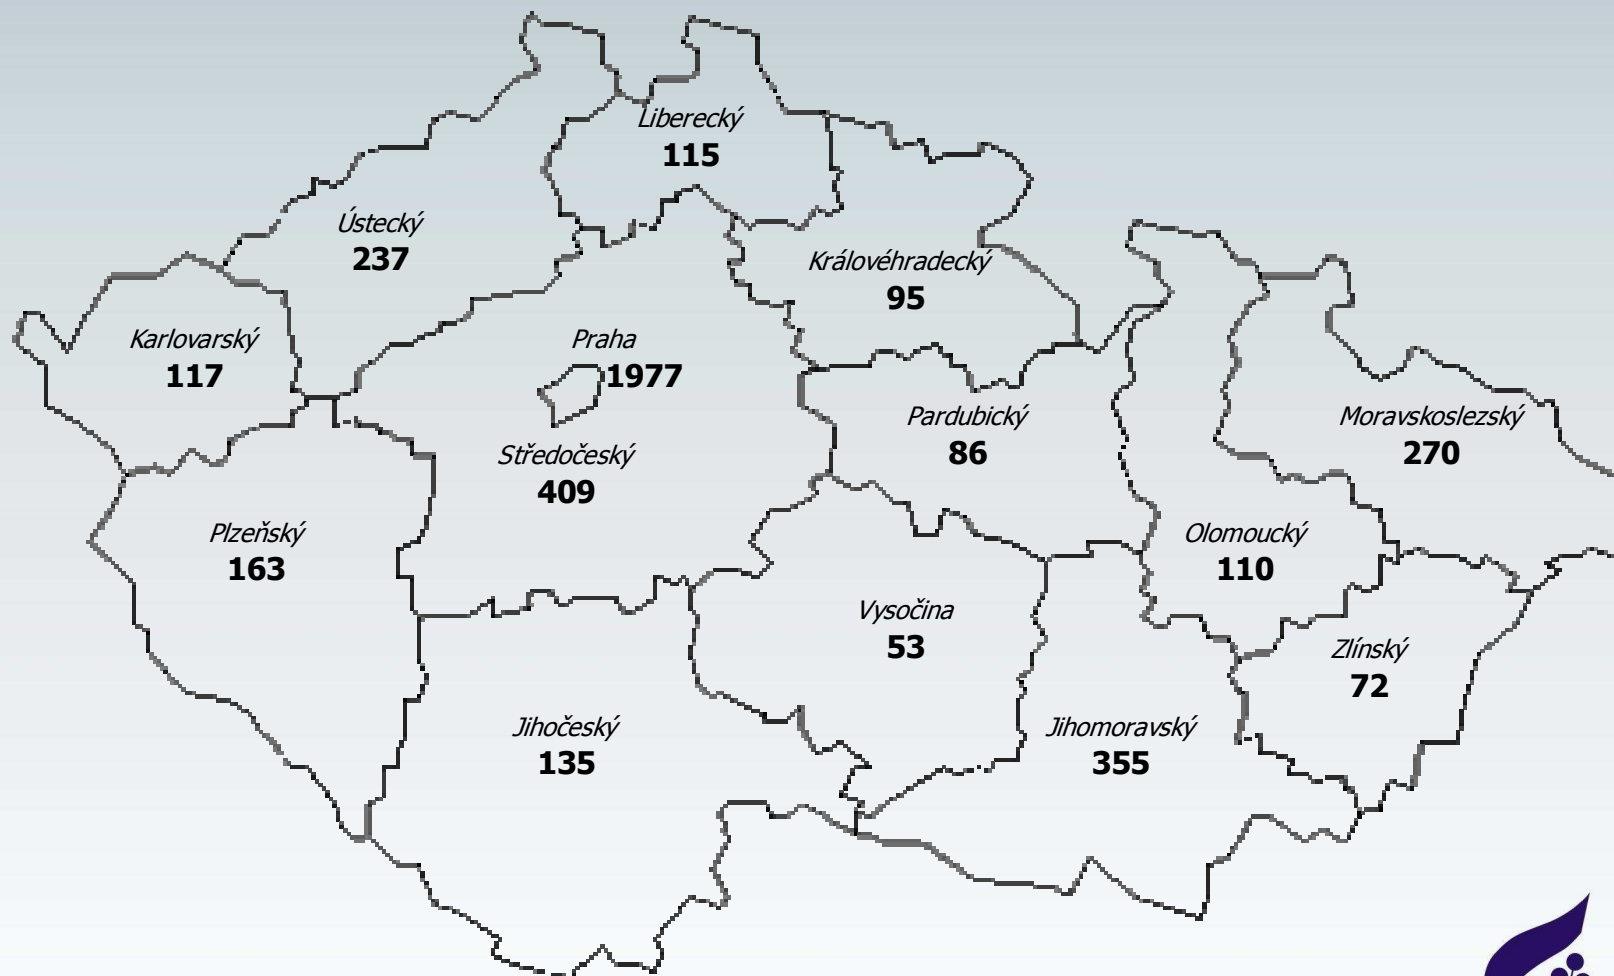 Liberecký
115
Ústecký
237
Královéhradecký
95
Karlovarský
117
Praha
1977
Pardubický
86
Moravskoslezský
270
Středočeský
409
Plzeňský
163
Olomoucký
110
Vysočina
53
Zlínský
72
Jihočeský
135
Jihomoravský
355